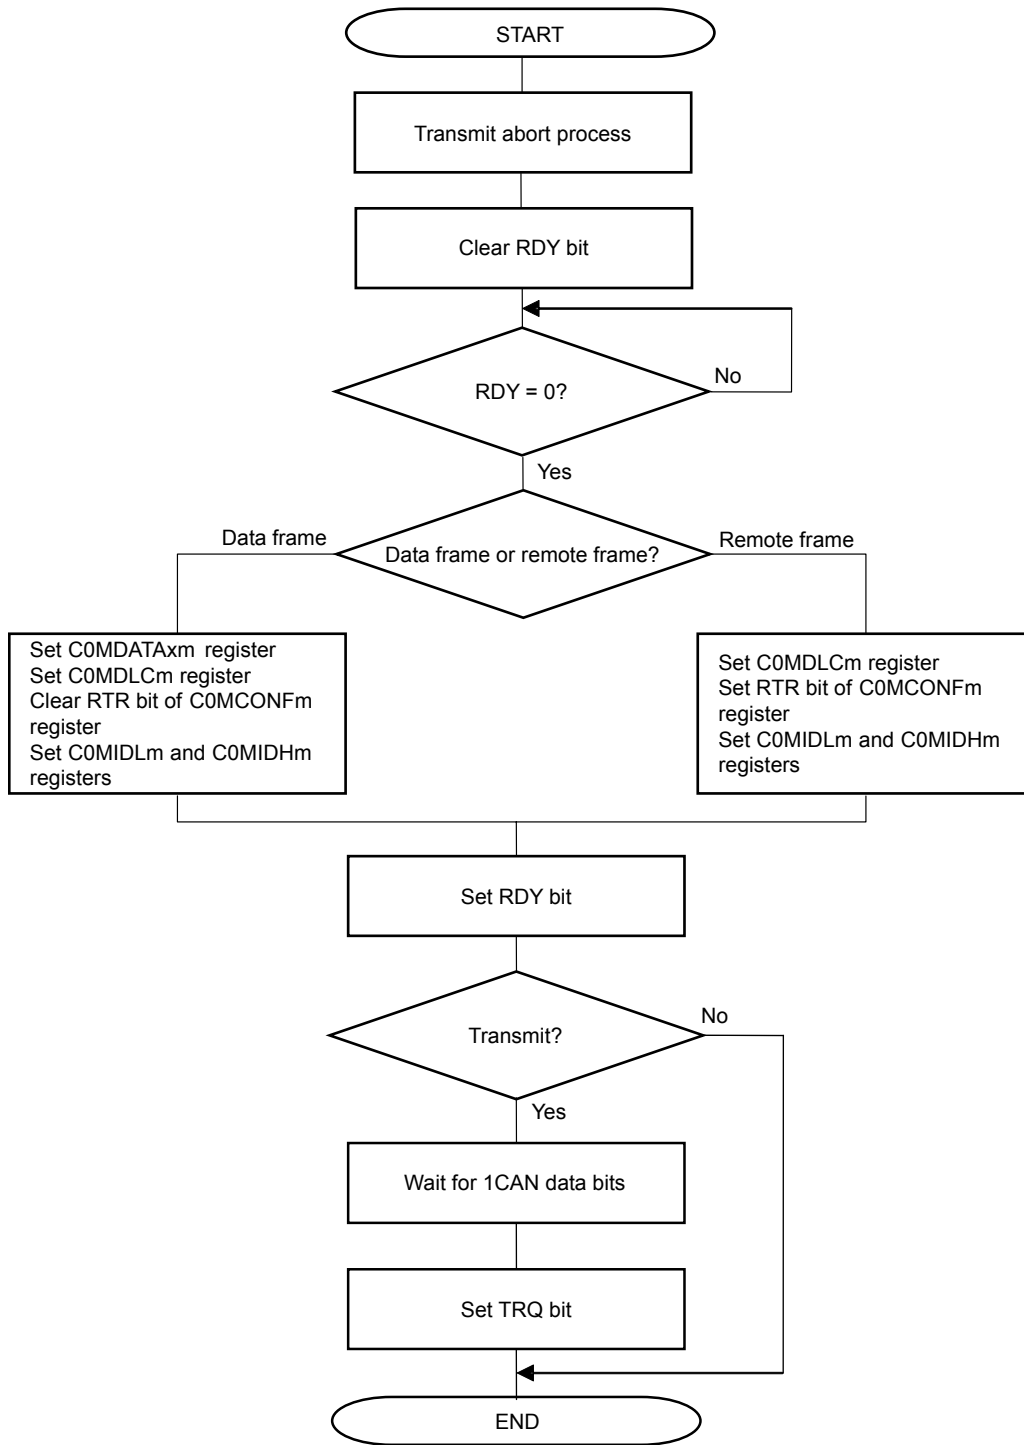 START
Transmit abort process
Clear RDY bit
RDY = 0?
No
Yes
Data frame
Data frame or remote frame?
Remote frame
Set C0MDATAxm register
Set C0MDLCm register
Clear RTR bit of C0MCONFm
register
Set C0MIDLm and C0MIDHm
registers
Set C0MDLCm register
Set RTR bit of C0MCONFm
register
Set C0MIDLm and C0MIDHm
registers
Set RDY bit
Transmit?
No
Yes
Wait for 1CAN data bits
Set TRQ bit
END